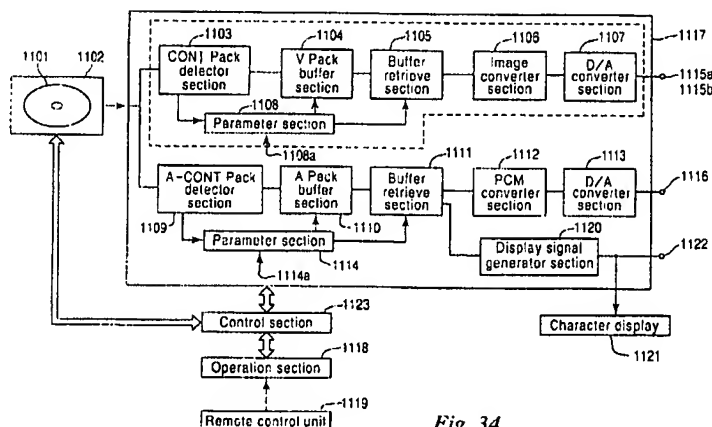 1101
1102
1103
1104
1105
1106
1107
1117
CONT Pack
detector
section
V Pack
buffer
section
Buffer
retrieve
section
Image
converter
section
D/A
converter
section
1115a
1115b
1108
Parameter section
1108a
1111
1112
1113
A-CONT Pack
detector
section
A Pack
buffer
section
Buffer
retrieve
section
PCM
converter
section
D/A
converter
section
1116
1109
1110
1120
Parameter section
1114
1114a
Display signal
generator section
1122
1123
Control section
1118
Operation section
Character display
1121
1119
Remote control unit
Fig. 34